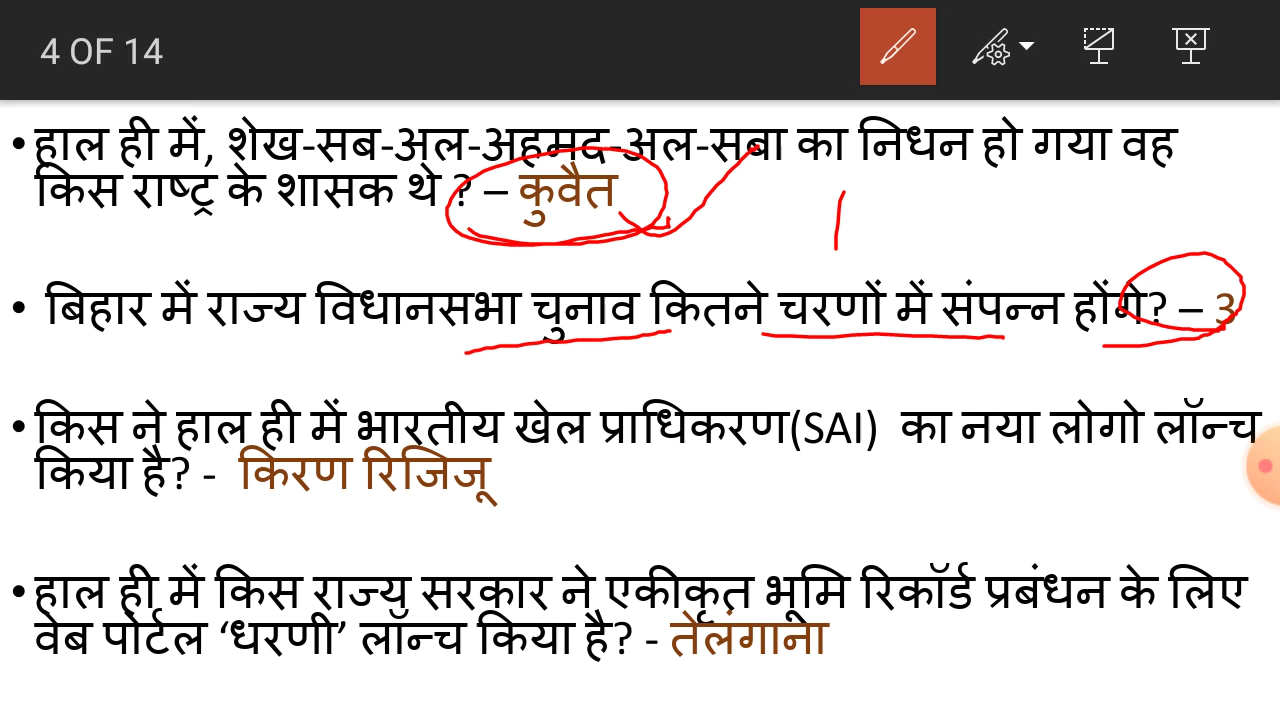 4 OF 14
• हाल ही में, शेख-सब-अल-अहमद-अल-सबा का निधन हो गया वह
किस राष्ट्र के शासक थे ? – कुवैत
• बिहार में राज्य विधानसभा चुनाव कितने चरणों में संपन्न होंगे? – 3
• किस ने हाल ही में भारतीय खेल प्राधिकरण(SAI) का नया लोगो लॉन्च
किया है? - किरण रिजिजू
• हाल ही में किस राज्य सरकार ने एकीकृत भूमि रिकॉर्ड प्रबंधन के लिए
वेब पोर्टल ‘धरणी’ लॉन्च किया है? - तेलंगाना